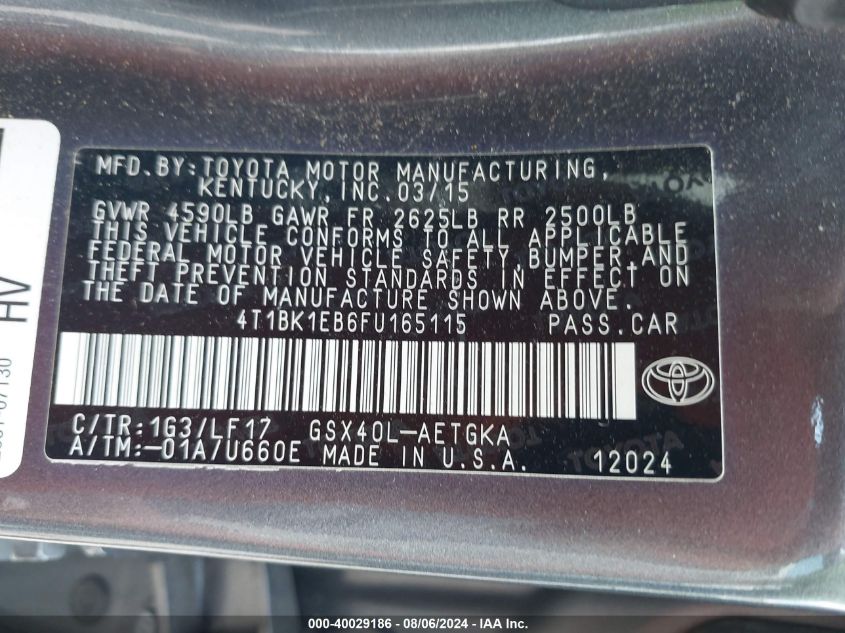 MFD.BY:TOYOTA MOTOR MANUFACTURING,
KENTUCKY,INC.03/15
GVWR 4590LB GAWR FR 2625LB RR 2500LB
THIS VEHICLE CONFORMS TO ALL APPLICABLE
FEDERAL MOTOR VEHICLE SAFETY,BUMPER,AND
THEFT PREVENTION STANDARDS IN EFFECT ON
THE DATE OF MANUFACTURE SHOWN ABOVE.
4T1BK1EB6FU165115 PASS.CAR
C/TR:1G3/LF17 GSX40L-AETGKA
A/TM:-01A7U660E MADE IN U.S.A. 12024
HV
000-40029186 - 08/06/2024 - IAA Inc.